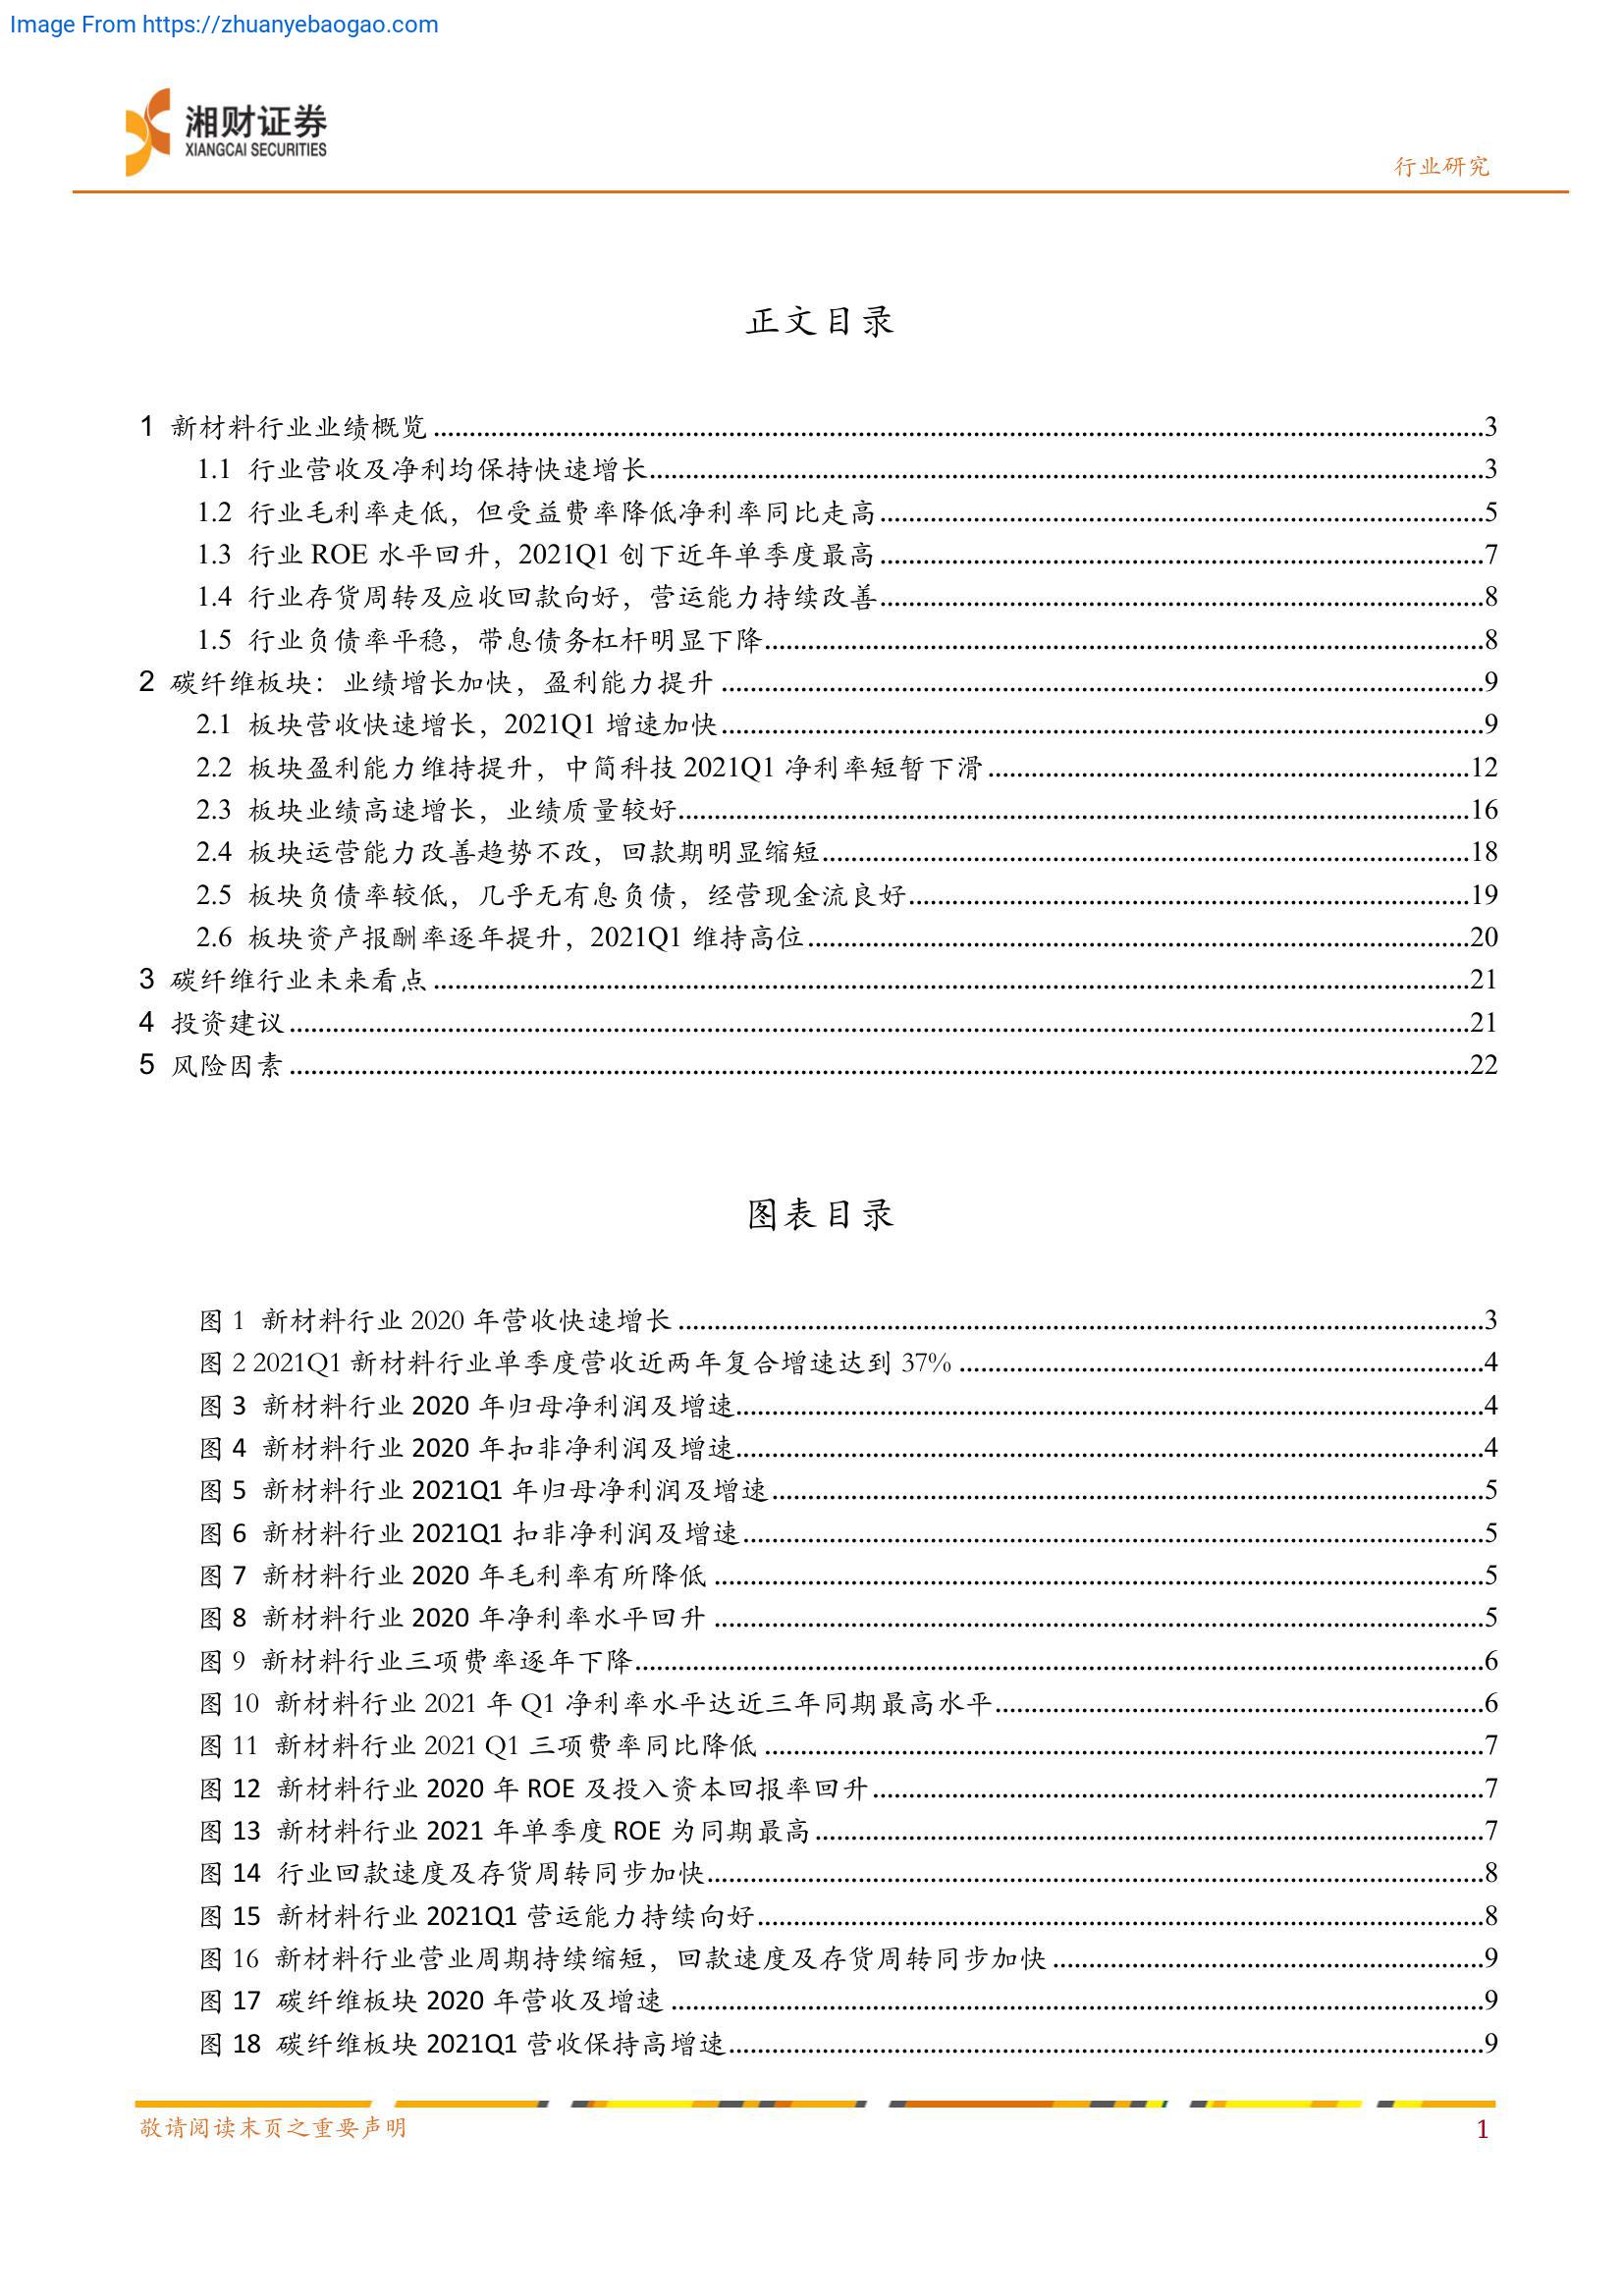 Image From https://zhuanyebaogao.com
湘财证券
XIANGCAI SECURITIES
行业研究
正文目录
1 新材料行业业绩概览........3
1.1 行业营收及净利均保持快速增长........3
1.2 行业毛利率走低，但受益费率降低净利率同比走高........5
1.3 行业 ROE 水平回升，2021Q1 创下近年单季度最高........7
1.4 行业存货周转及应收回款向好，营运能力持续改善........8
1.5 行业负债率平稳，带息债务杠杆明显下降........8
2 碳纤维板块：业绩增长加快，盈利能力提升........9
2.1 板块营收快速增长，2021Q1 增速加快........9
2.2 板块盈利能力维持提升，中简科技 2021Q1 净利率短暂下滑........12
2.3 板块业绩高速增长，业绩质量较好........16
2.4 板块运营能力改善趋势不改，回款期明显缩短........18
2.5 板块负债率较低，几乎无有息负债，经营现金流良好........19
2.6 板块资产报酬率逐年提升，2021Q1 维持高位........20
3 碳纤维行业未来看点........21
4 投资建议........21
5 风险因素........22
图表目录
图 1 新材料行业 2020 年营收快速增长........3
图 2 2021Q1 新材料行业单季度营收近两年复合增速达到 37%........4
图 3 新材料行业 2020 年归母净利润及增速........4
图 4 新材料行业 2020 年扣非净利润及增速........4
图 5 新材料行业 2021Q1 年归母净利润及增速........5
图 6 新材料行业 2021Q1 扣非净利润及增速........5
图 7 新材料行业 2020 年毛利率有所降低........5
图 8 新材料行业 2020 年净利率水平回升........5
图 9 新材料行业三项费率逐年下降........6
图 10 新材料行业 2021 年 Q1 净利率水平达近三年同期最高水平........6
图 11 新材料行业 2021 Q1 三项费率同比降低........7
图 12 新材料行业 2020 年 ROE 及投入资本回报率回升........7
图 13 新材料行业 2021 年单季度 ROE 为同期最高........7
图 14 行业回款速度及存货周转同步加快........8
图 15 新材料行业 2021Q1 营运能力持续向好........8
图 16 新材料行业营业周期持续缩短，回款速度及存货周转同步加快........9
图 17 碳纤维板块 2020 年营收及增速........9
图 18 碳纤维板块 2021Q1 营收保持高增速........9
敬请阅读末页之重要声明
1